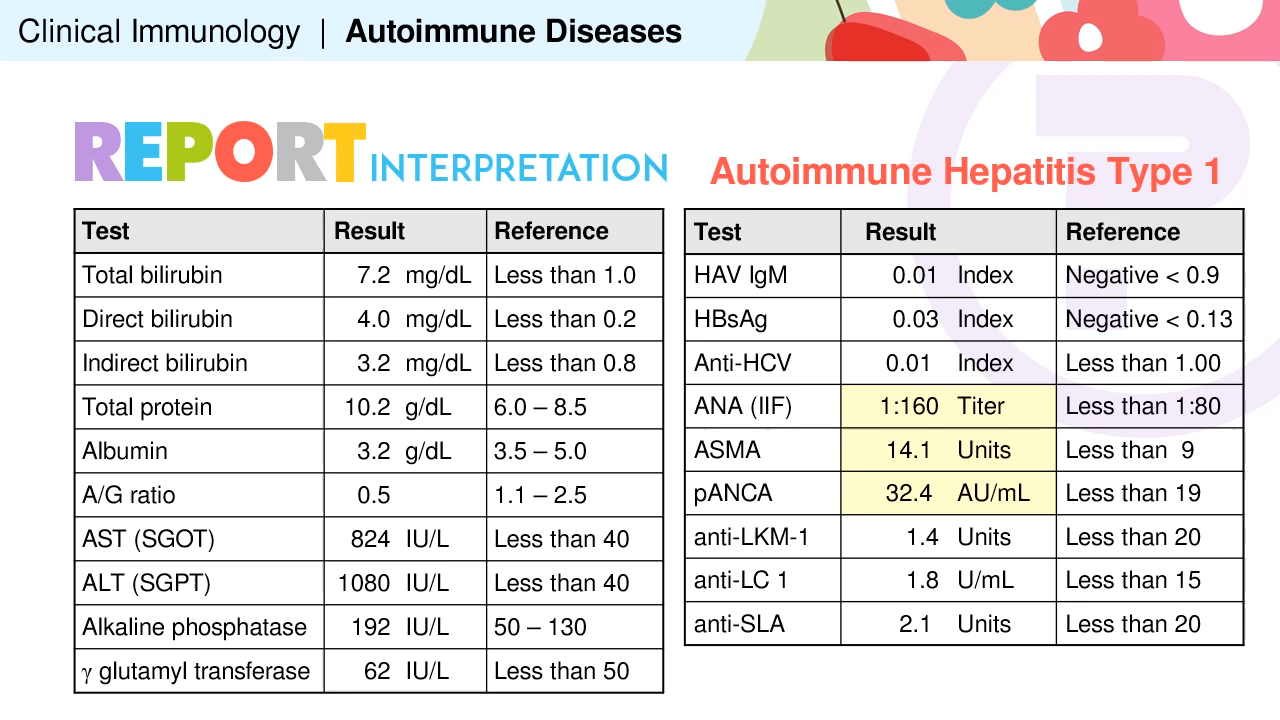 Clinical Immunology | Autoimmune Diseases
REPORT INTERPRETATION
Test Result Reference
Total bilirubin 7.2 mg/dL Less than 1.0
Direct bilirubin 4.0 mg/dL Less than 0.2
Indirect bilirubin 3.2 mg/dL Less than 0.8
Total protein 10.2 g/dL 6.0 – 8.5
Albumin 3.2 g/dL 3.5 – 5.0
A/G ratio 0.5 1.1 – 2.5
AST (SGOT) 824 IU/L Less than 40
ALT (SGPT) 1080 IU/L Less than 40
Alkaline phosphatase 192 IU/L 50 – 130
γ glutamyl transferase 62 IU/L Less than 50
Autoimmune Hepatitis Type 1
Test Result Reference
HAV IgM 0.01 Index Negative < 0.9
HBsAg 0.03 Index Negative < 0.13
Anti-HCV 0.01 Index Less than 1.00
ANA (IIF) 1:160 Titer Less than 1:80
ASMA 14.1 Units Less than 9
pANCA 32.4 AU/mL Less than 19
anti-LKM-1 1.4 Units Less than 20
anti-LC 1 1.8 U/mL Less than 15
anti-SLA 2.1 Units Less than 20